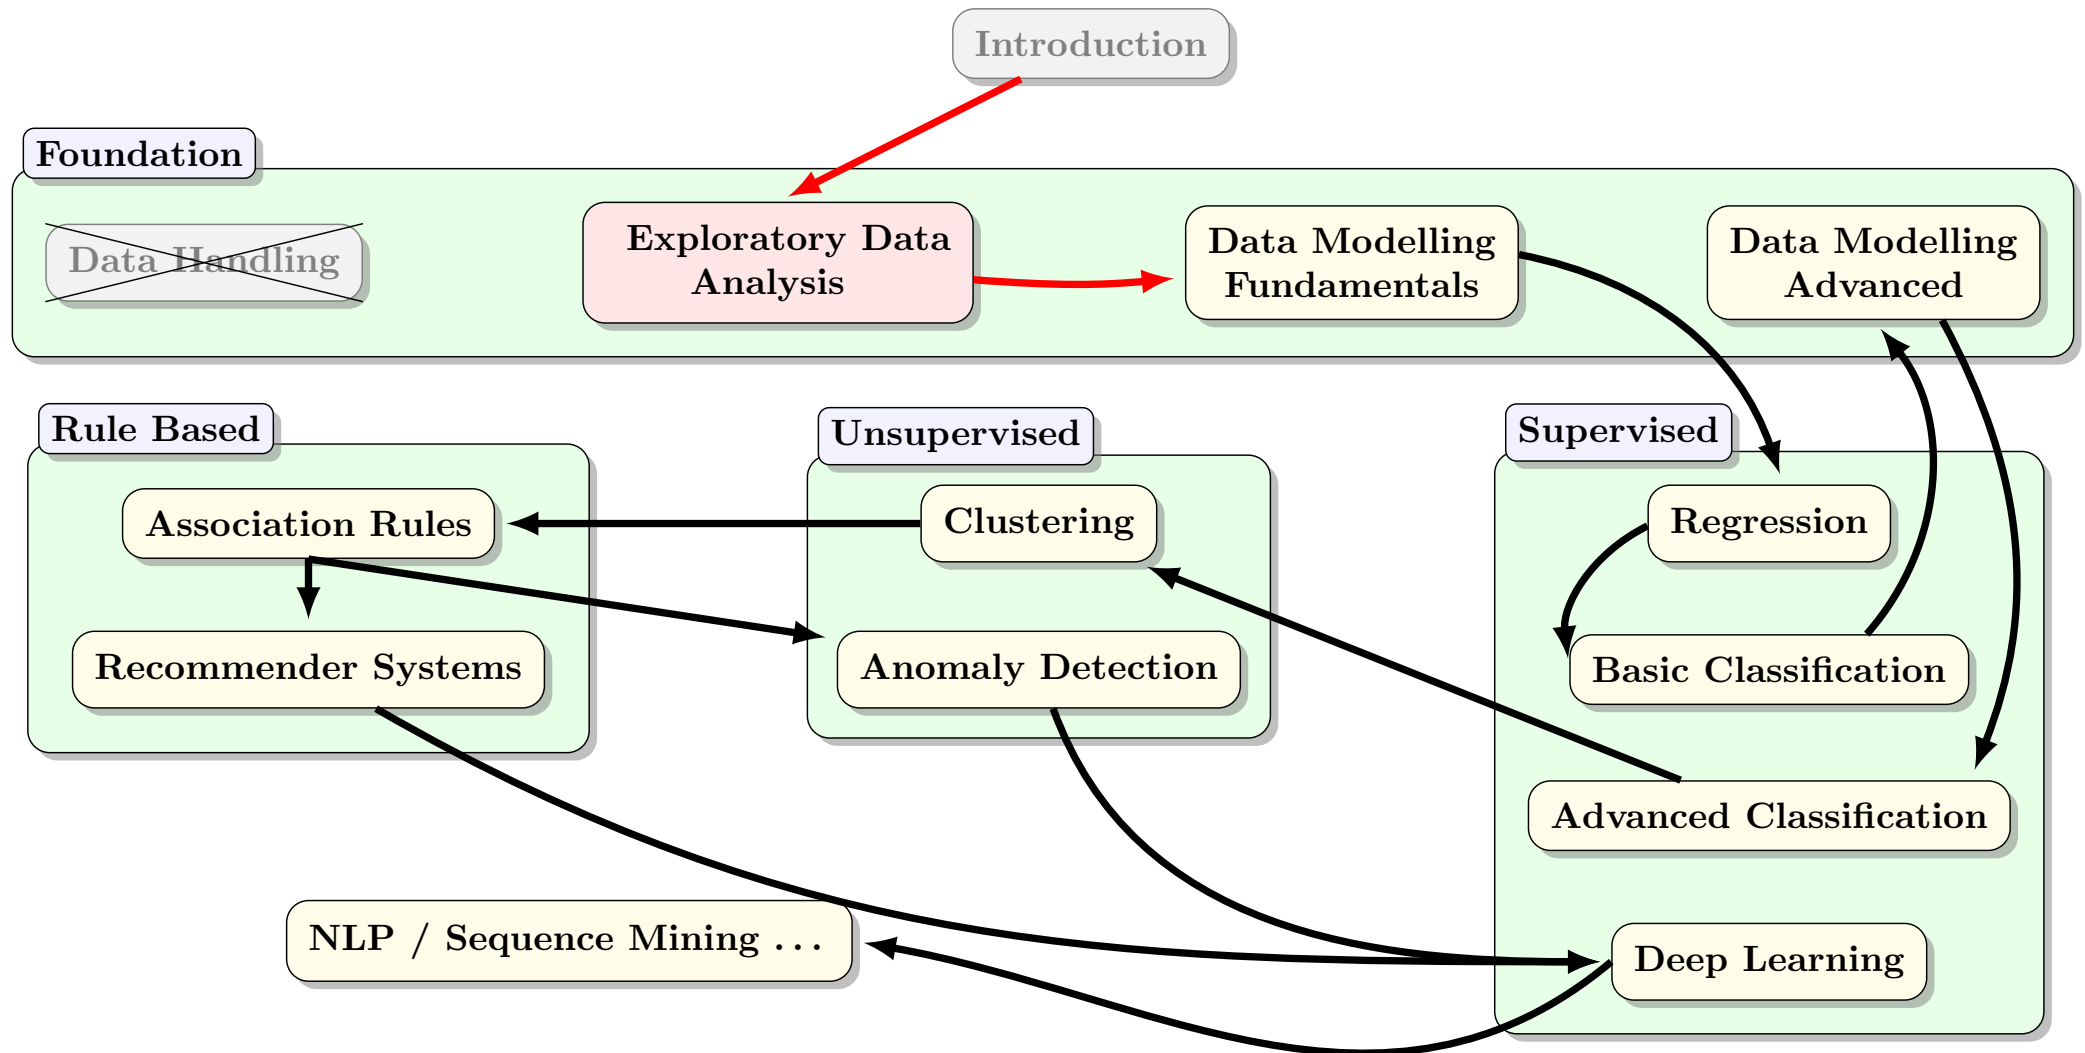 Introduction
Foundation
Data Handling
Exploratory Data
Analysis
Data Modelling
Fundamentals
Data Modelling
Advanced
Rule Based
Association Rules
Recommender Systems
Unsupervised
Clustering
Anomaly Detection
Supervised
Regression
Basic Classification
Advanced Classification
Deep Learning
NLP / Sequence Mining ...